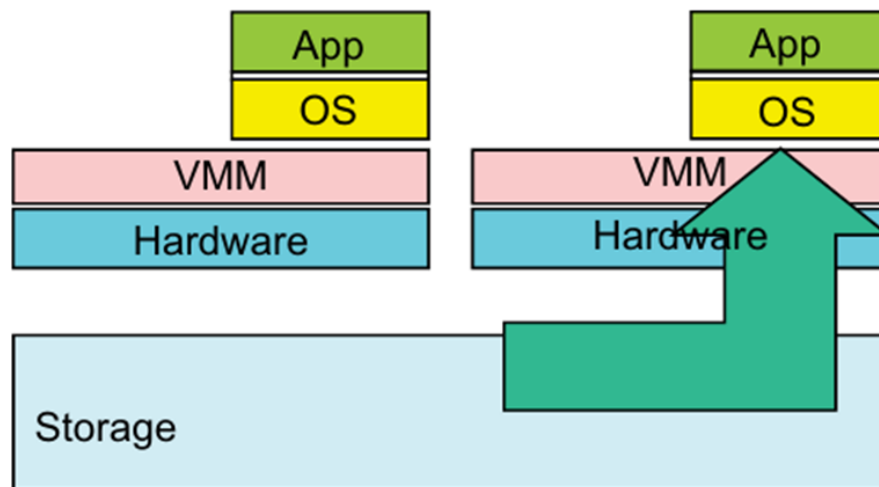 App
OS
VMM
Hardware
App
OS
VMM
Hardware
Storage